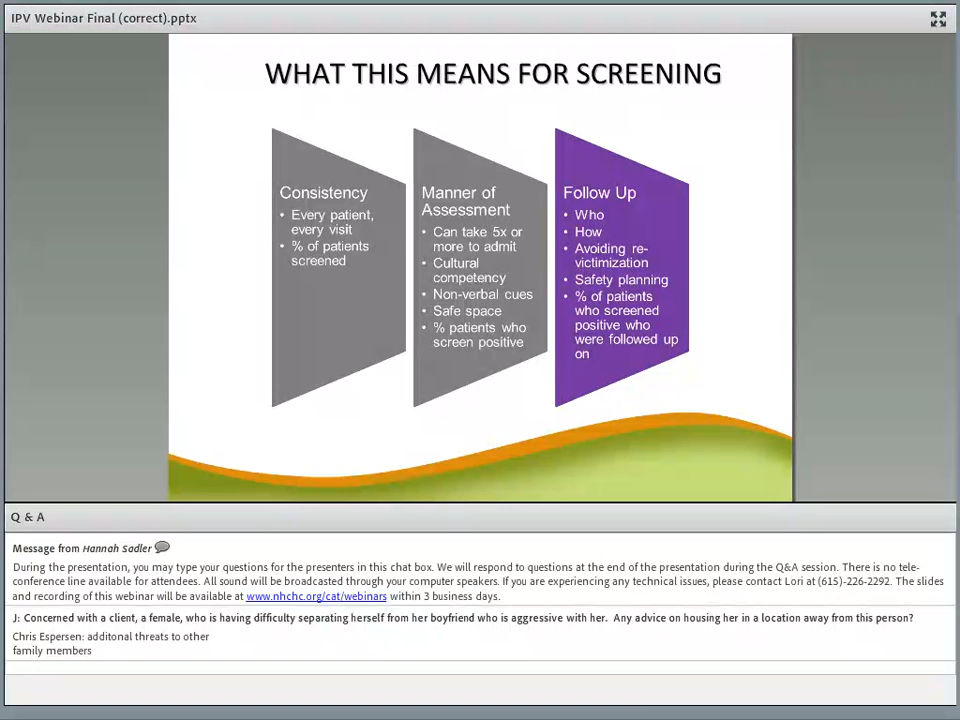 IPV Webinar Final (correct).pptx
WHAT THIS MEANS FOR SCREENING
Consistency
• Every patient,
every visit
• % of patients
screened
Manner of
Assessment
• Can take 5x or
more to admit
• Cultural
competency
• Non-verbal cues
• Safe space
• % patients who
screen positive
Follow Up
• Who
• How
• Avoiding re-
victimization
• Safety planning
• % of patients
who screened
positive who
were followed up
on
Q & A
Message from Hannah Sadler
During the presentation, you may type your questions for the presenters in this chat box. We will respond to questions at the end of the presentation during the Q&A session. There is no tele-
conference line available for attendees. All sound will be broadcasted through your computer speakers. If you are experiencing any technical issues, please contact Lori at (615)-226-2292. The slides
and recording of this webinar will be available at www.nhchc.org/cat/webinars within 3 business days.
J: Concerned with a client, a female, who is having difficulty separating herself from her boyfriend who is aggressive with her. Any advice on housing her in a location away from this person?
Chris Espersen: additonal threats to other
family members